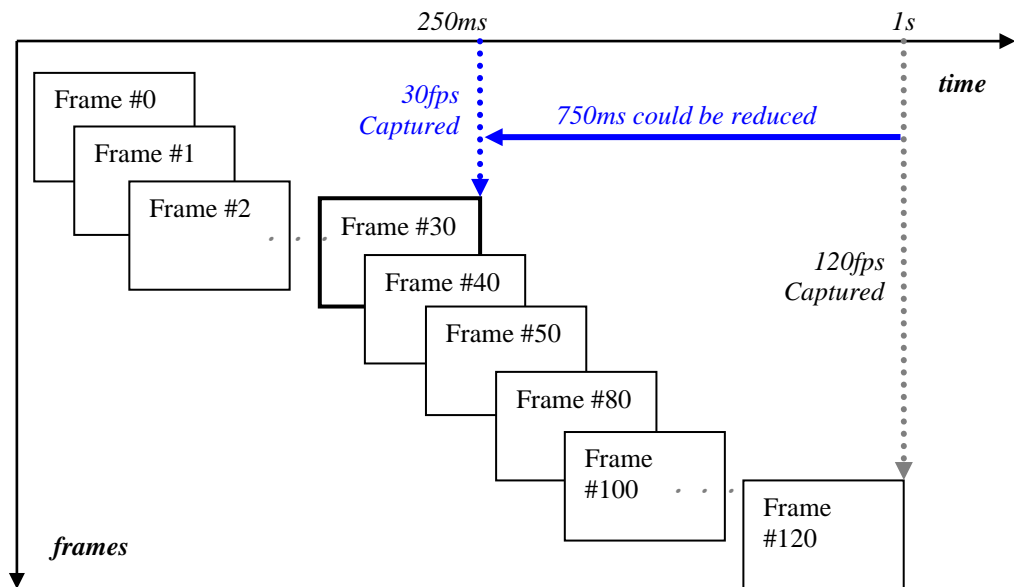 250ms
1s
time
30fps
Captured
750ms could be reduced
Frame #0
Frame #1
Frame #2
. . .
Frame #30
Frame #40
120fps
Captured
Frame #50
Frame #80
Frame
#100
. . .
Frame
#120
frames